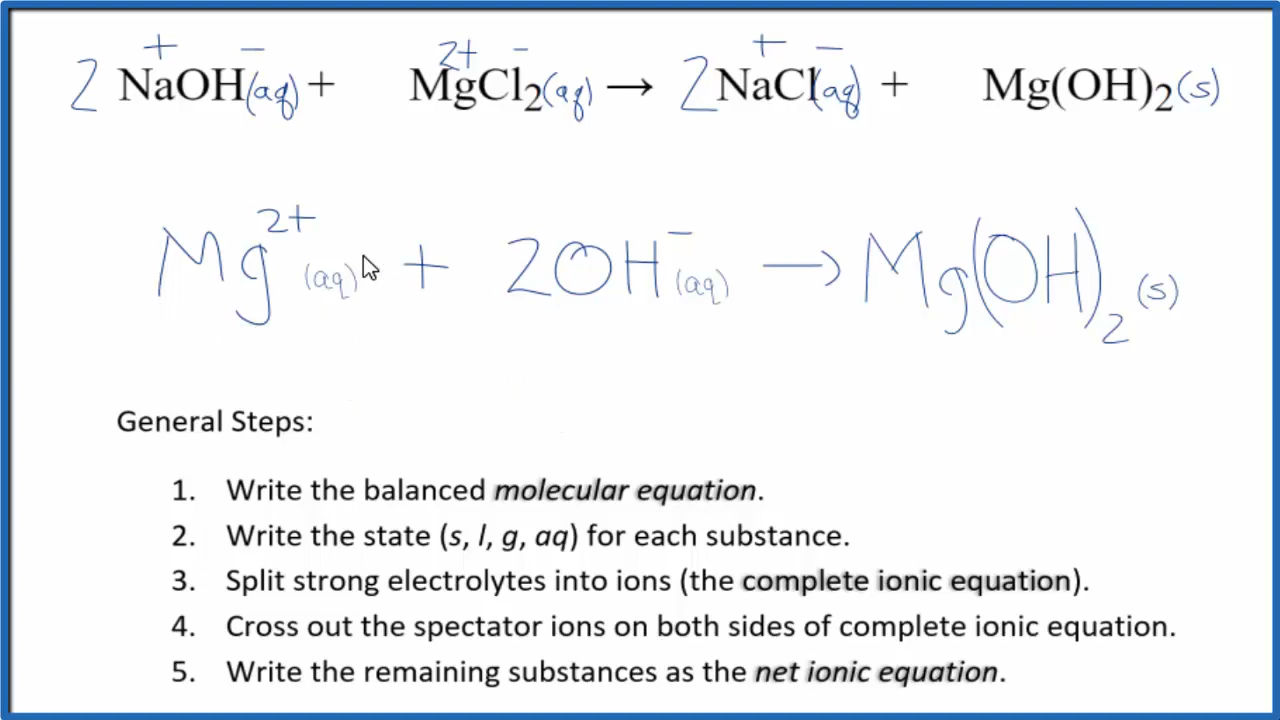 2 NaOH(aq) + MgCl₂(aq) → 2 NaCl(aq) + Mg(OH)₂(s)
+ − 2+ − + −
Mg²⁺(aq) + 2OH⁻(aq) → Mg(OH)₂(s)
General Steps:
1. Write the balanced molecular equation.
2. Write the state (s, l, g, aq) for each substance.
3. Split strong electrolytes into ions (the complete ionic equation).
4. Cross out the spectator ions on both sides of complete ionic equation.
5. Write the remaining substances as the net ionic equation.